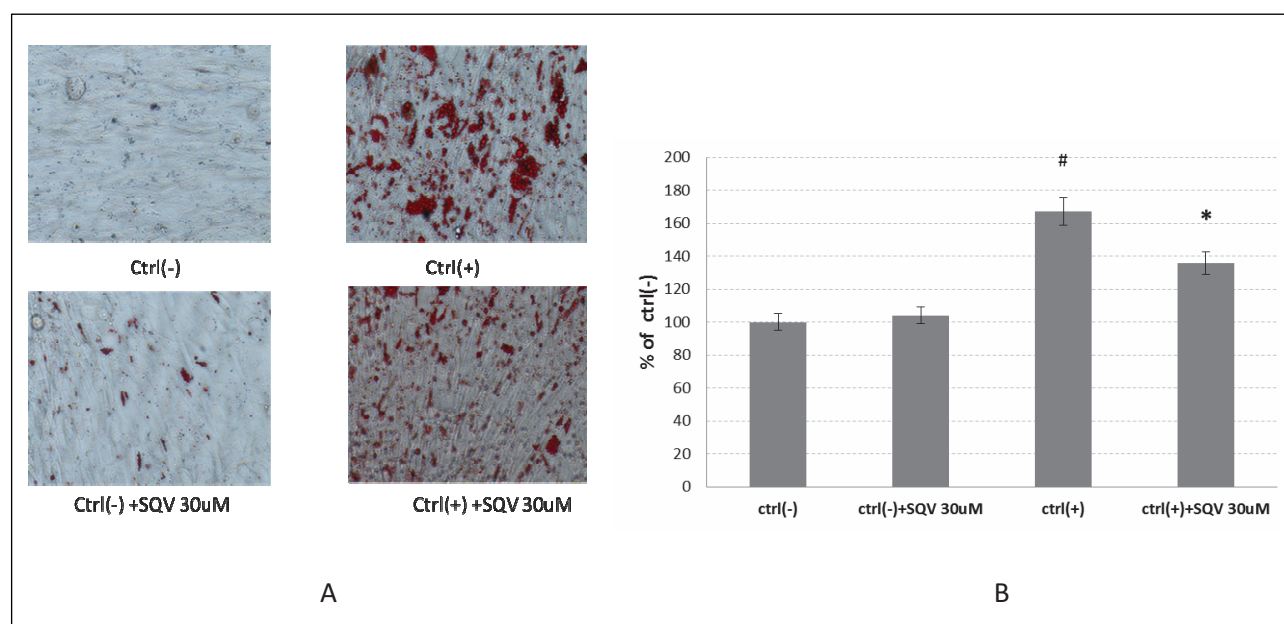 Ctrl(-)
Ctrl(+)
Ctrl(-) +SQV 30uM
Ctrl(+) +SQV 30uM
A
% of ctrl(-)
200
180
160
140
120
100
80
60
40
20
0
#
*
ctrl(-)
ctrl(-)+SQV 30uM
ctrl(+)
ctrl(+)+SQV 30uM
B